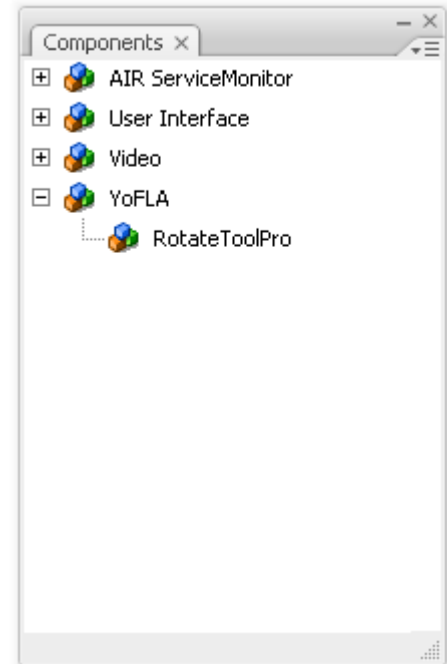 Components
AIR ServiceMonitor
User Interface
Video
YoFLA
RotateToolPro